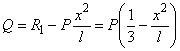 Q = R₁ − P x²/l = P(1/3 − x²/l)